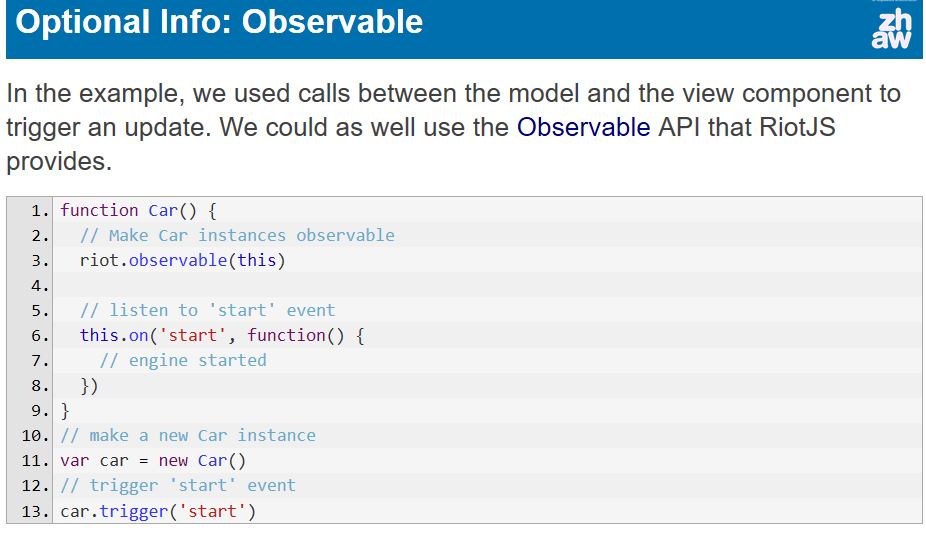 Optional Info: Observable
zh
aw
In the example, we used calls between the model and the view component to
trigger an update. We could as well use the Observable API that RiotJS
provides.
1. function Car() {
2.   // Make Car instances observable
3.   riot.observable(this)
4.
5.   // listen to 'start' event
6.   this.on('start', function() {
7.     // engine started
8.   })
9. }
10. // make a new Car instance
11. var car = new Car()
12. // trigger 'start' event
13. car.trigger('start')